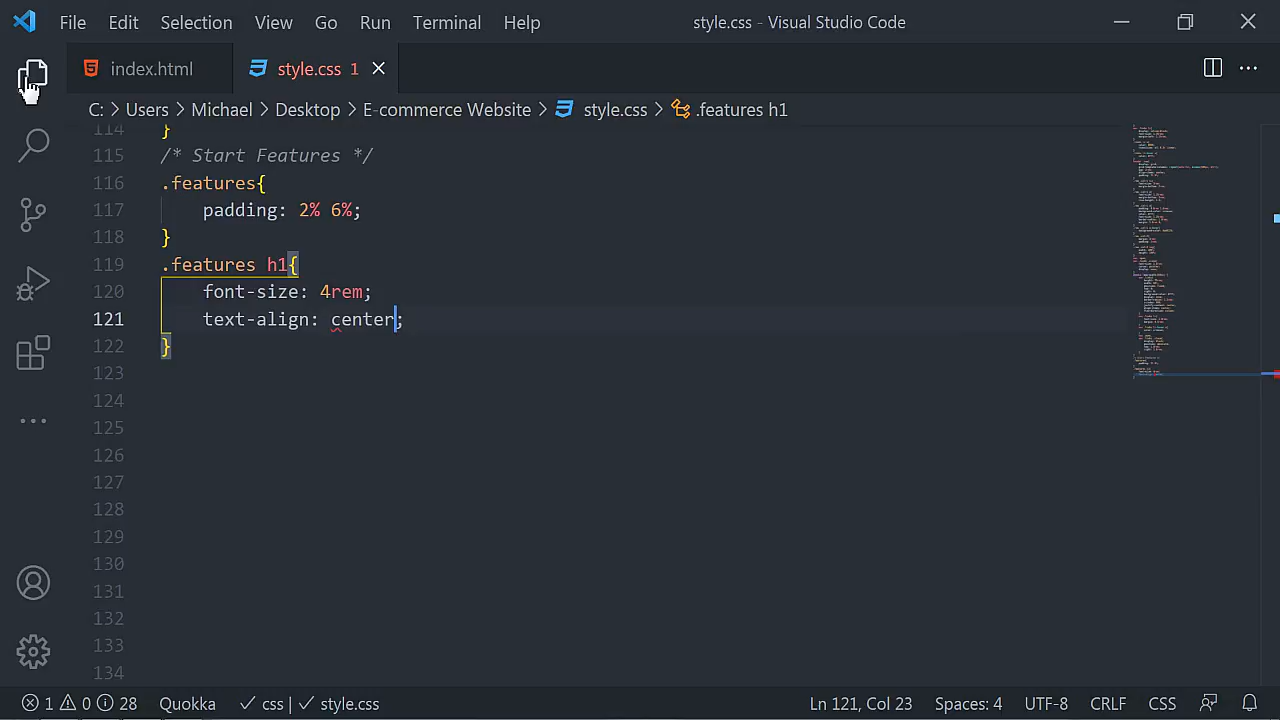 File Edit Selection View Go Run Terminal Help style.css - Visual Studio Code
index.html style.css 1
C: > Users > Michael > Desktop > E-commerce Website > style.css > .features h1
114 }
115 /* Start Features */
116 .features{
117 padding: 2% 6%;
118 }
119 .features h1{
120 font-size: 4rem;
121 text-align: center;
122 }
123
124
125
126
127
128
129
130
131
132
133
134
1 0 28 Quokka css | style.css Ln 121, Col 23 Spaces: 4 UTF-8 CRLF CSS